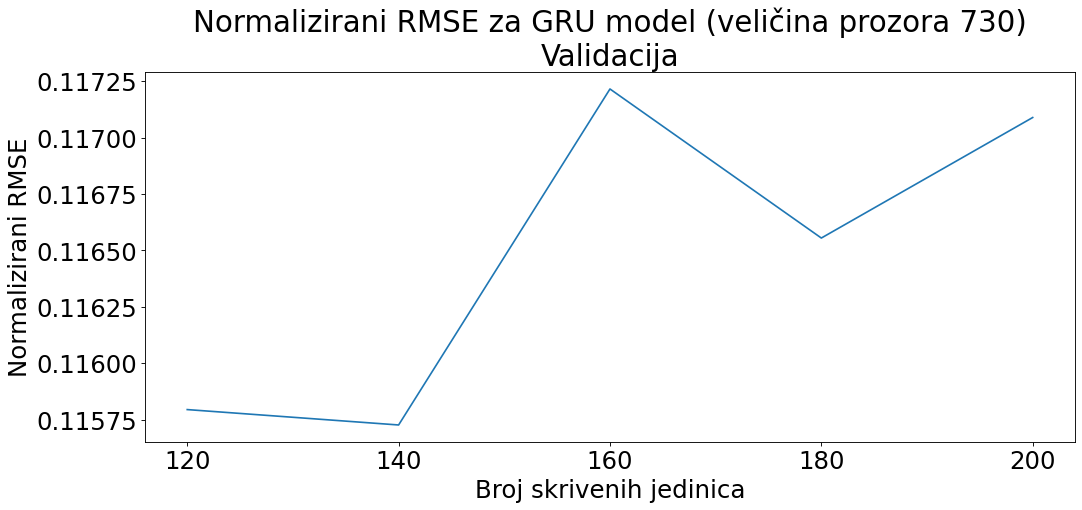 Normalizirani RMSE za GRU model (veličina prozora 730)
Validacija
Normalizirani RMSE
0.11725
0.11700
0.11675
0.11650
0.11625
0.11600
0.11575
120 140 160 180 200
Broj skrivenih jedinica